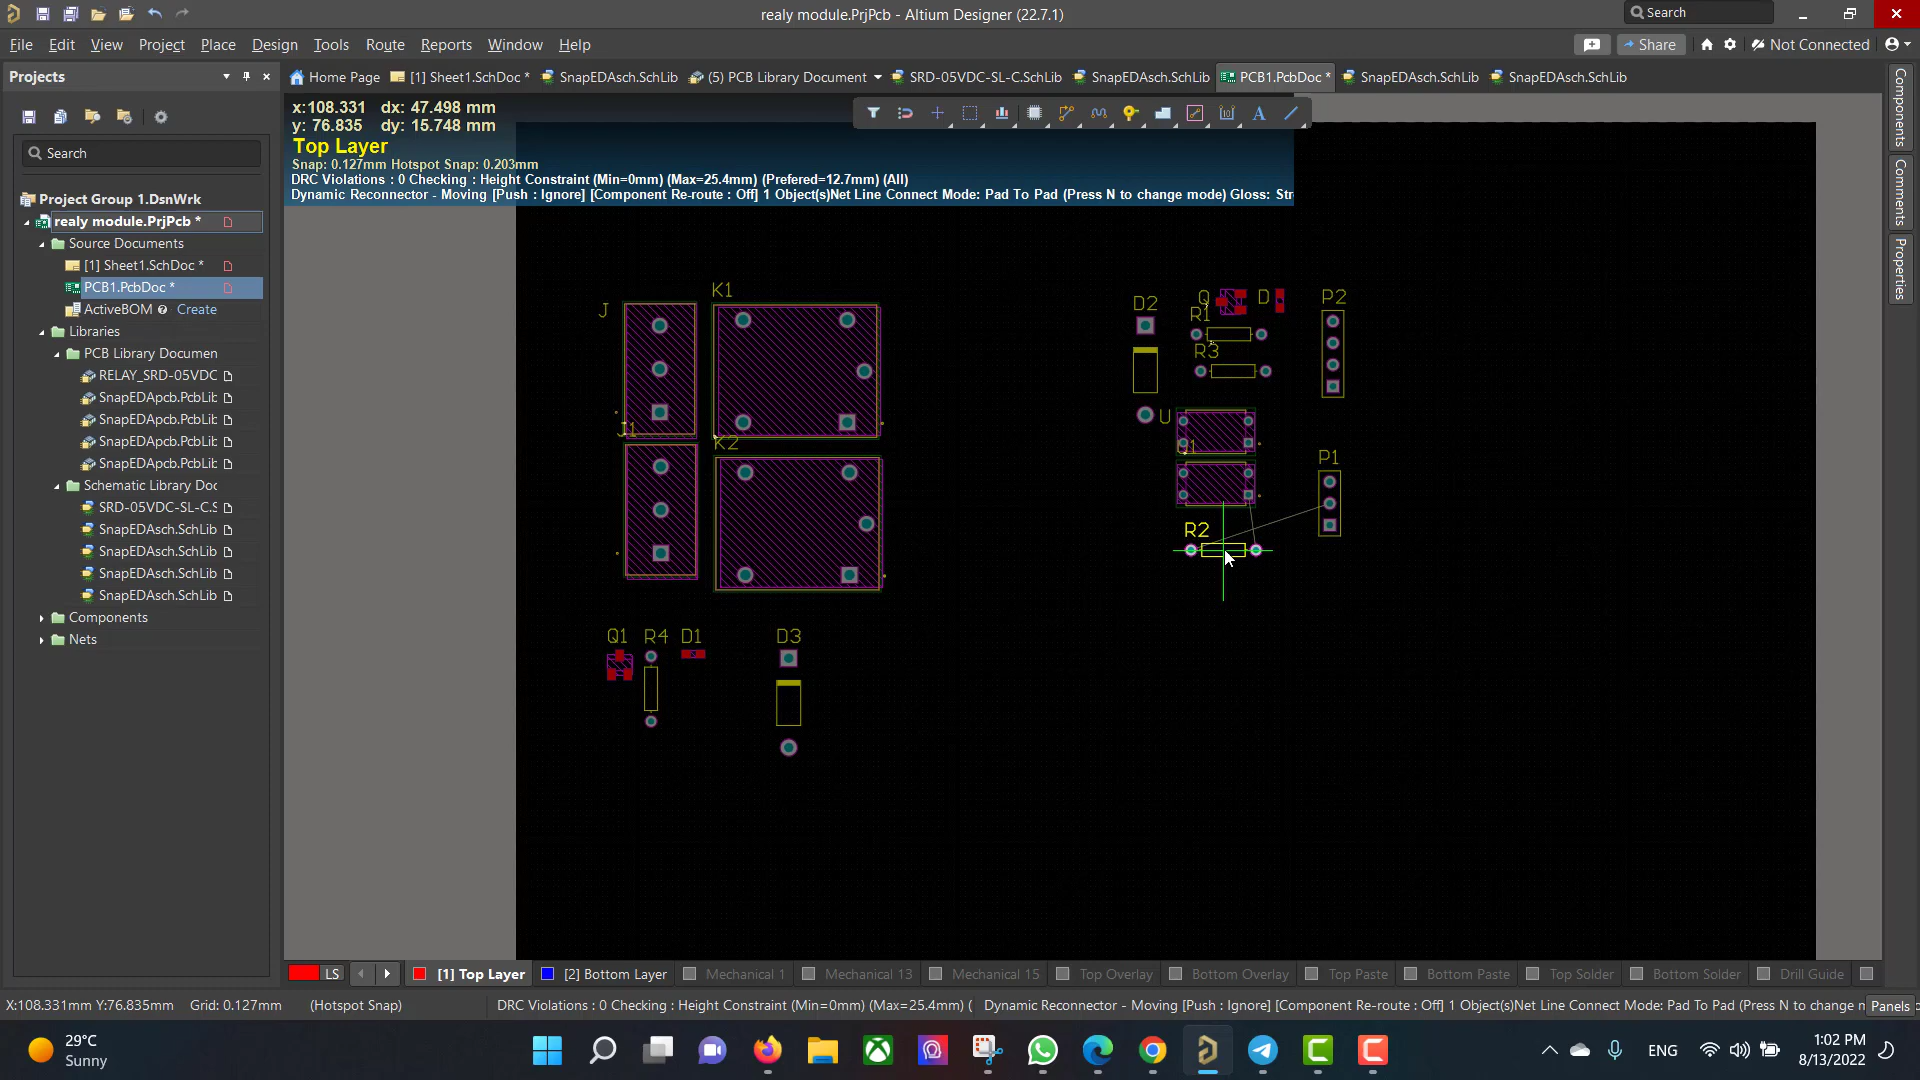 realy module.PrjPcb - Altium Designer (22.7.1)
Search
File Edit View Project Place Design Tools Route Reports Window Help
Share
Not Connected
Projects
Home Page
[1] Sheet1.SchDoc *
SnapEDAsch.SchLib
(5) PCB Library Document
SRD-05VDC-SL-C.SchLib
SnapEDAsch.SchLib
PCB1.PcbDoc *
SnapEDAsch.SchLib
SnapEDAsch.SchLib
Components
Comments
Properties
x:108.331 dx: 47.498 mm
y: 76.835 dy: 15.748 mm
Top Layer
Snap: 0.127mm Hotspot Snap: 0.203mm
DRC Violations : 0 Checking : Height Constraint (Min=0mm) (Max=25.4mm) (Prefered=12.7mm) (All)
Dynamic Reconnector - Moving [Push : Ignore] [Component Re-route : Off] 1 Object(s)Net Line Connect Mode: Pad To Pad (Press N to change mode) Gloss: Str
Search
Project Group 1.DsnWrk
realy module.PrjPcb *
Source Documents
[1] Sheet1.SchDoc *
PCB1.PcbDoc *
ActiveBOM Create
Libraries
PCB Library Documen
RELAY_SRD-05VDC
SnapEDApcb.PcbLib
SnapEDApcb.PcbLib
SnapEDApcb.PcbLib
SnapEDApcb.PcbLib
Schematic Library Doc
SRD-05VDC-SL-C.S
SnapEDAsch.SchLib
SnapEDAsch.SchLib
SnapEDAsch.SchLib
SnapEDAsch.SchLib
Components
Nets
J
K1
J1
K2
Q1 R4 D1 D3
D2
Q
D
P2
R1
R3
U
U1
P1
R2
LS
[1] Top Layer
[2] Bottom Layer
Mechanical 1
Mechanical 13
Mechanical 15
Top Overlay
Bottom Overlay
Top Paste
Bottom Paste
Top Solder
Bottom Solder
Drill Guide
X:108.331mm Y:76.835mm Grid: 0.127mm (Hotspot Snap)
DRC Violations : 0 Checking : Height Constraint (Min=0mm) (Max=25.4mm) (
Dynamic Reconnector - Moving [Push : Ignore] [Component Re-route : Off] 1 Object(s)Net Line Connect Mode: Pad To Pad (Press N to change n
Panels
29°C
Sunny
ENG
1:02 PM
8/13/2022